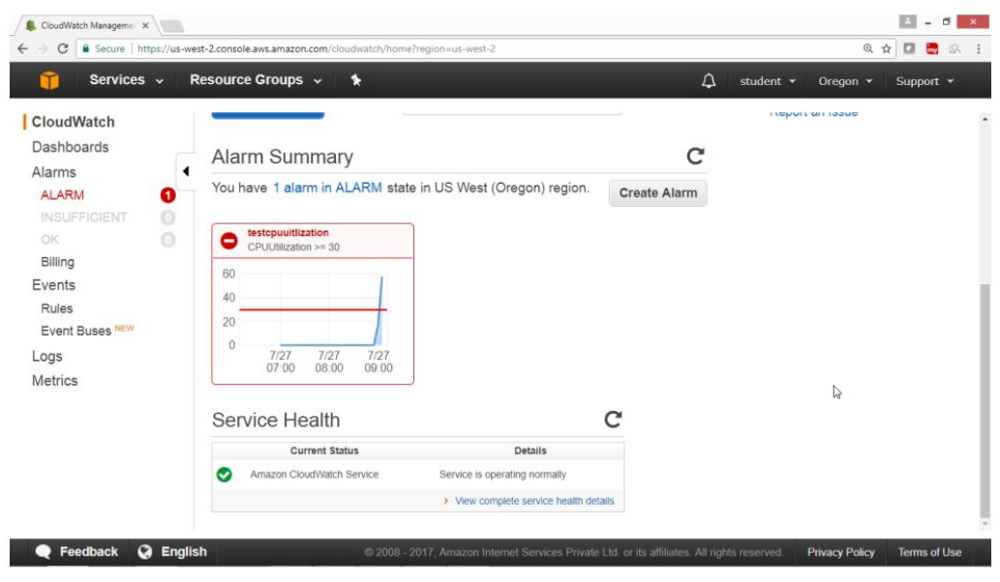 CloudWatch Manageme
Secure | https://us-west-2.console.aws.amazon.com/cloudwatch/home?region=us-west-2
my
Services Resource Groups student Oregon Support
CloudWatch
Dashboards
Alarms
ALARM 1
INSUFFICIENT 0
OK 0
Billing
Events
Rules
Event Buses NEW
Logs
Metrics
Report an issue
Alarm Summary
You have 1 alarm in ALARM state in US West (Oregon) region.
Create Alarm
testcpuuitlization
CPUUtilization >= 30
60
40
20
0
7/27 7/27 7/27
07:00 08:00 09:00
Service Health
Current Status Details
Amazon CloudWatch Service Service is operating normally
View complete service health details
Feedback English © 2008 - 2017, Amazon Internet Services Private Ltd. or its affiliates. All rights reserved. Privacy Policy Terms of Use